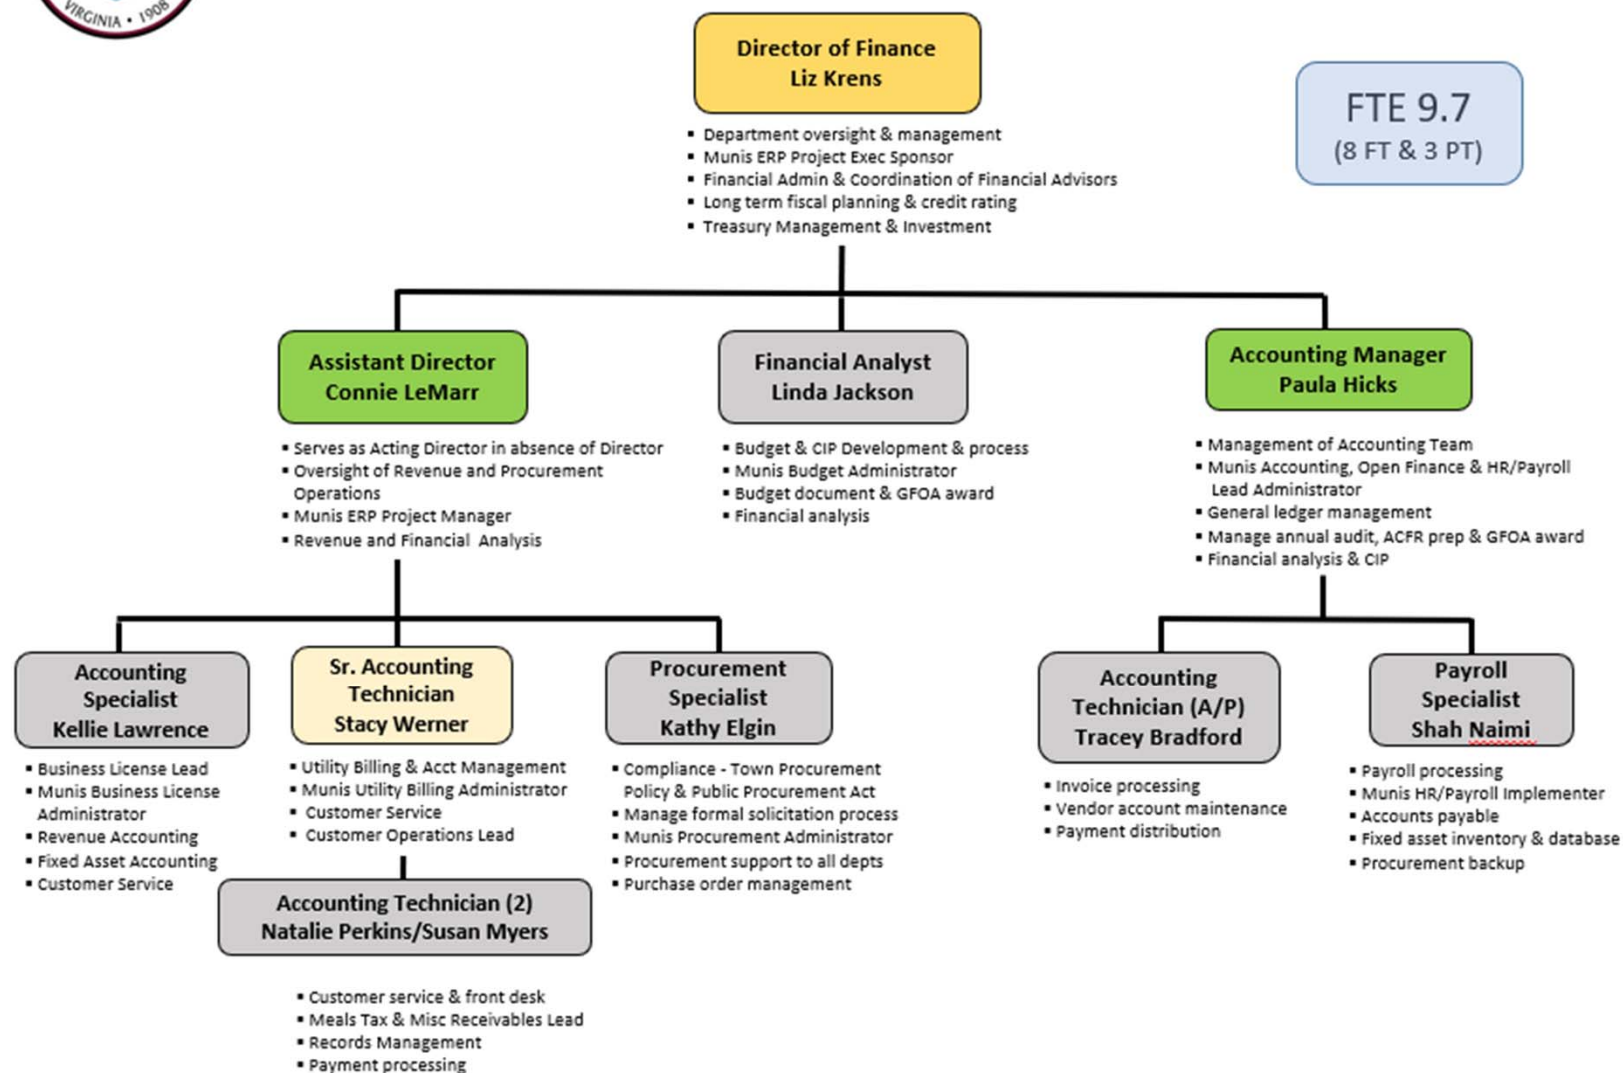 VIRGINIA • 1908
Director of Finance
Liz Krens
FTE 9.7
(8 FT & 3 PT)
▪ Department oversight & management
▪ Munis ERP Project Exec Sponsor
▪ Financial Admin & Coordination of Financial Advisors
▪ Long term fiscal planning & credit rating
▪ Treasury Management & Investment
Assistant Director
Connie LeMarr
▪ Serves as Acting Director in absence of Director
▪ Oversight of Revenue and Procurement
Operations
▪ Munis ERP Project Manager
▪ Revenue and Financial Analysis
Financial Analyst
Linda Jackson
▪ Budget & CIP Development & process
▪ Munis Budget Administrator
▪ Budget document & GFOA award
▪ Financial analysis
Accounting Manager
Paula Hicks
▪ Management of Accounting Team
▪ Munis Accounting, Open Finance & HR/Payroll
Lead Administrator
▪ General ledger management
▪ Manage annual audit, ACFR prep & GFOA award
▪ Financial analysis & CIP
Accounting
Specialist
Kellie Lawrence
▪ Business License Lead
▪ Munis Business License
Administrator
▪ Revenue Accounting
▪ Fixed Asset Accounting
▪ Customer Service
Sr. Accounting
Technician
Stacy Werner
▪ Utility Billing & Acct Management
▪ Munis Utility Billing Administrator
▪ Customer Service
▪ Customer Operations Lead
Accounting Technician (2)
Natalie Perkins/Susan Myers
▪ Customer service & front desk
▪ Meals Tax & Misc Receivables Lead
▪ Records Management
▪ Payment processing
Procurement
Specialist
Kathy Elgin
▪ Compliance - Town Procurement
Policy & Public Procurement Act
▪ Manage formal solicitation process
▪ Munis Procurement Administrator
▪ Procurement support to all depts
▪ Purchase order management
Accounting
Technician (A/P)
Tracey Bradford
▪ Invoice processing
▪ Vendor account maintenance
▪ Payment distribution
Payroll
Specialist
Shah Naimi
▪ Payroll processing
▪ Munis HR/Payroll Implementer
▪ Accounts payable
▪ Fixed asset inventory & database
▪ Procurement backup